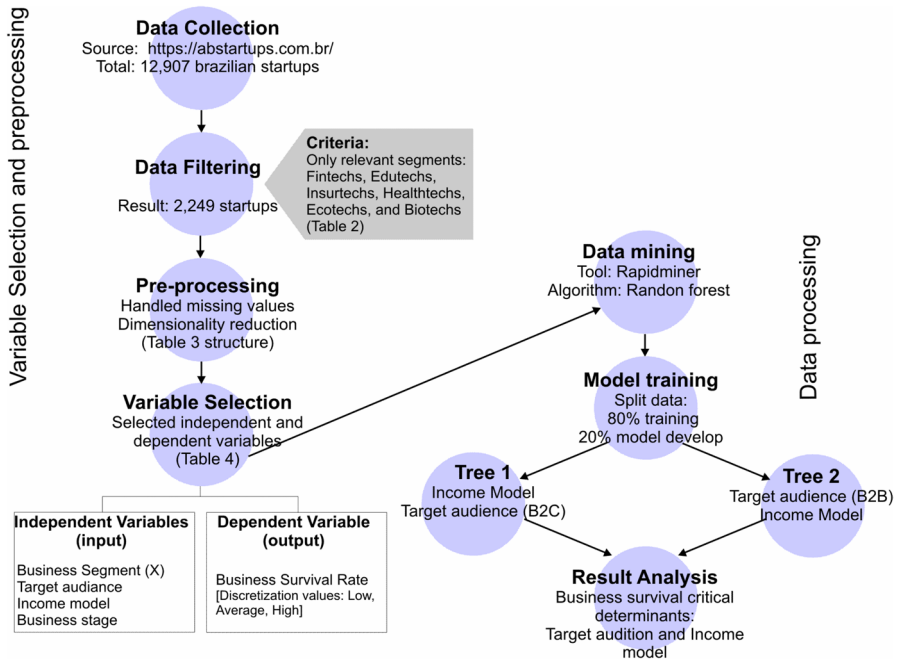 Variable Selection and preprocessing
Data Collection
Source: https://abstartups.com.br/
Total: 12,907 brazilian startups
Data Filtering
Result: 2,249 startups
Criteria:
Only relevant segments:
Fintechs, Edutechs,
Insurtechs, Healthtechs,
Ecotechs, and Biotechs
(Table 2)
Pre-processing
Handled missing values
Dimensionality reduction
(Table 3 structure)
Variable Selection
Selected independent and
dependent variables
(Table 4)
Independent Variables
(input)
Business Segment (X)
Target audiance
Income model
Business stage
Dependent Variable
(output)
Business Survival Rate
[Discretization values: Low,
Average, High]
Data processing
Data mining
Tool: Rapidminer
Algorithm: Randon forest
Model training
Split data:
80% training
20% model develop
Tree 1
Income Model
Target audience (B2C)
Tree 2
Target audience (B2B)
Income Model
Result Analysis
Business survival critical
determinants:
Target audition and Income
model